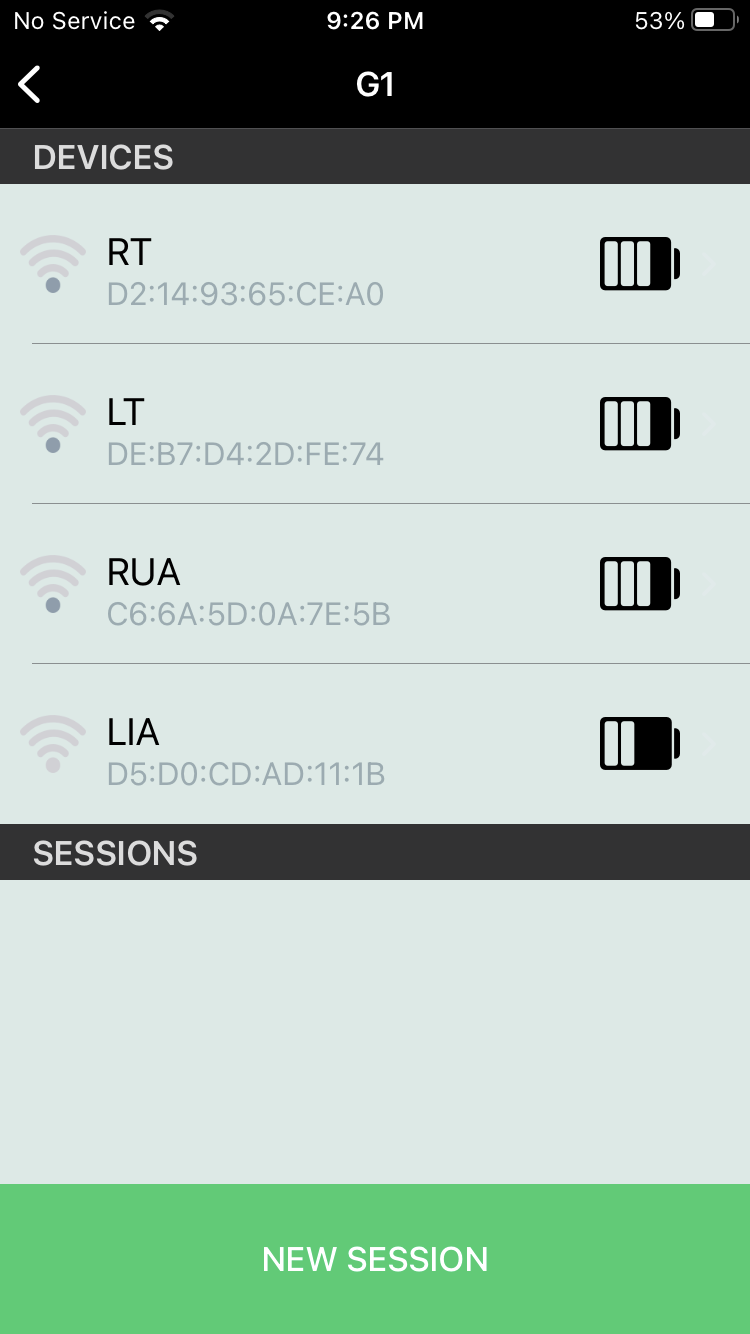 No Service 9:26 PM 53%
G1
DEVICES
RT
D2:14:93:65:CE:A0
LT
DE:B7:D4:2D:FE:74
RUA
C6:6A:5D:0A:7E:5B
LIA
D5:D0:CD:AD:11:1B
SESSIONS
NEW SESSION